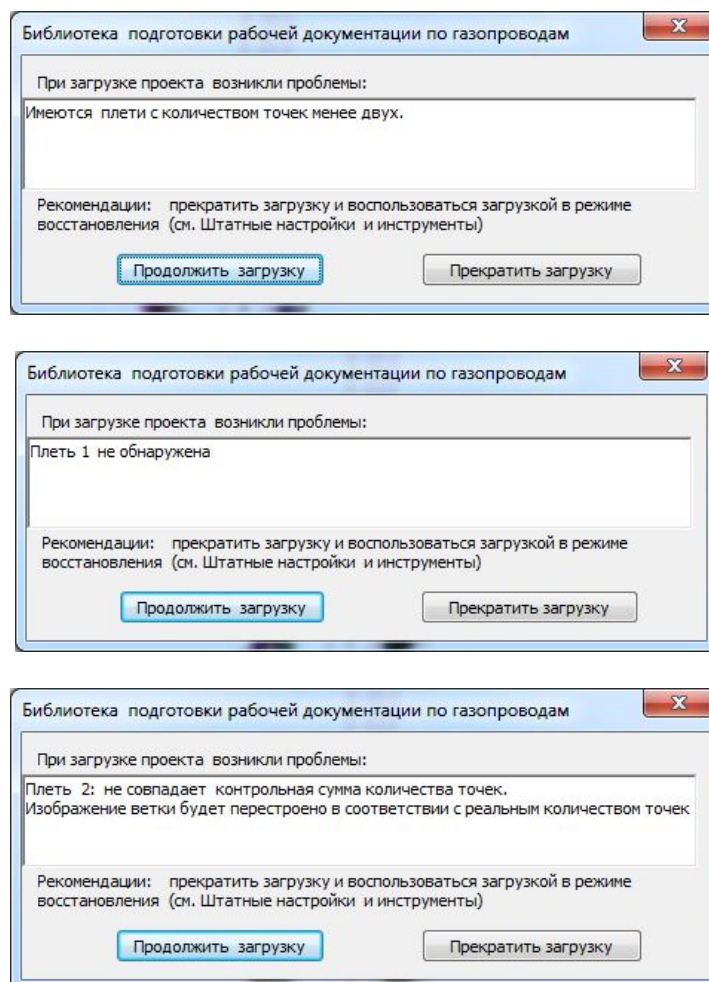 Библиотека подготовки рабочей документации по газопроводам
При загрузке проекта возникли проблемы:
Имеются плети с количеством точек менее двух.
Рекомендации: прекратить загрузку и воспользоваться загрузкой в режиме
восстановления (см. Штатные настройки и инструменты)
Продолжить загрузку Прекратить загрузку
Библиотека подготовки рабочей документации по газопроводам
При загрузке проекта возникли проблемы:
Плеть 1 не обнаружена
Рекомендации: прекратить загрузку и воспользоваться загрузкой в режиме
восстановления (см. Штатные настройки и инструменты)
Продолжить загрузку Прекратить загрузку
Библиотека подготовки рабочей документации по газопроводам
При загрузке проекта возникли проблемы:
Плеть 2: не совпадает контрольная сумма количества точек.
Изображение ветки будет перестроено в соответствии с реальным количеством точек
Рекомендации: прекратить загрузку и воспользоваться загрузкой в режиме
восстановления (см. Штатные настройки и инструменты)
Продолжить загрузку Прекратить загрузку